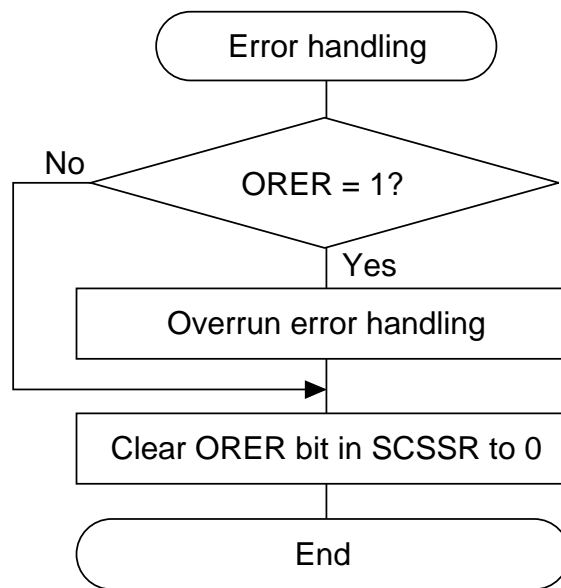 Error handling
No
ORER = 1?
Yes
Overrun error handling
Clear ORER bit in SCSSR to 0
End